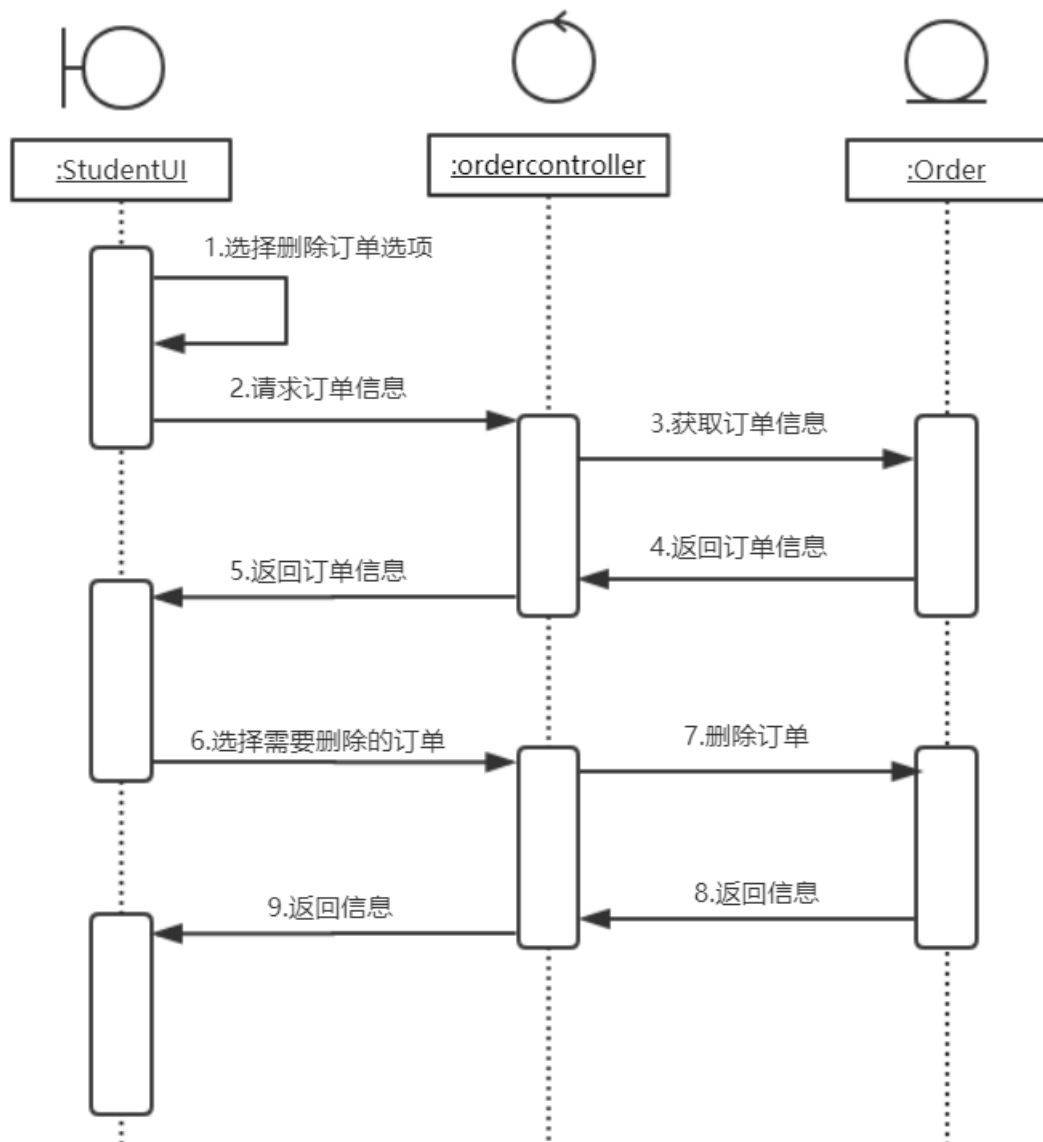 :StudentUI
:ordercontroller
:Order
1.选择删除订单选项
2.请求订单信息
3.获取订单信息
4.返回订单信息
5.返回订单信息
6.选择需要删除的订单
7.删除订单
8.返回信息
9.返回信息